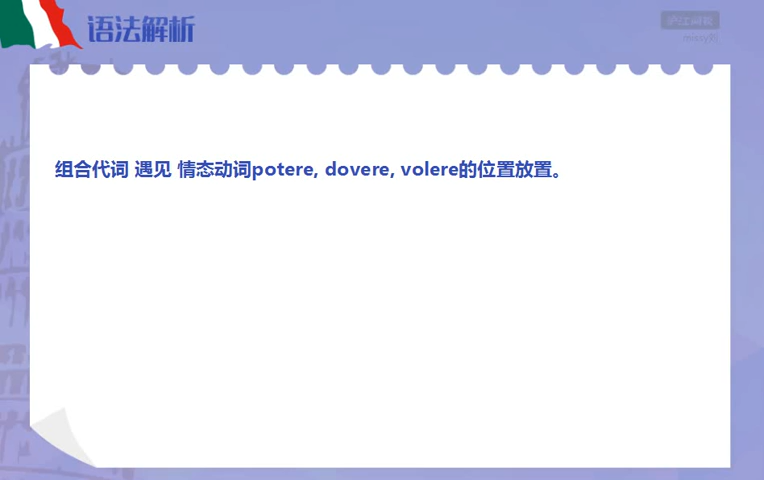 语法解析
组合代词 遇见 情态动词potere, dovere, volere的位置放置。